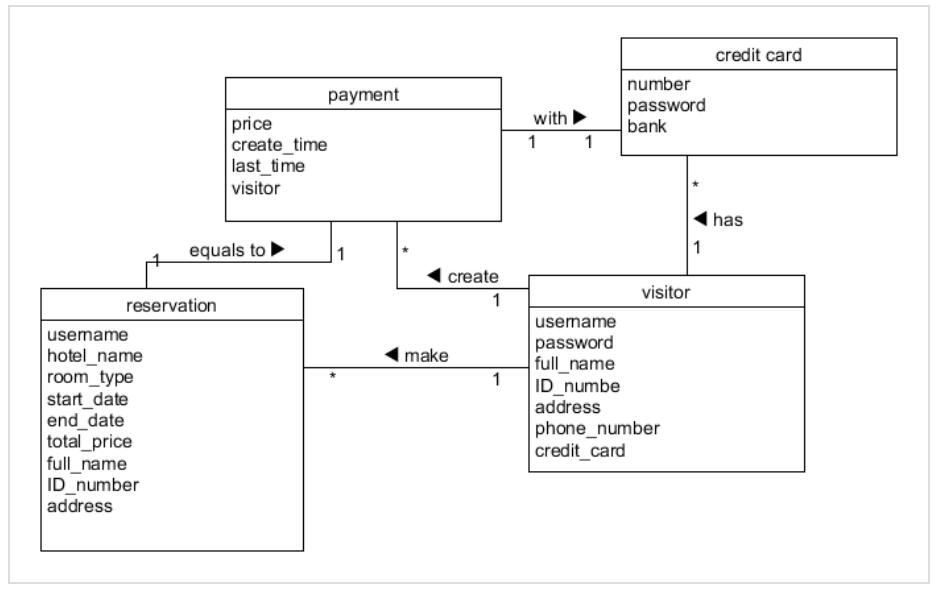 credit card
number
password
bank
payment
price
create_time
last_time
visitor
with ▶
1
1
*
◀ has
1
equals to ▶
1
1
*
◀ create
1
reservation
username
hotel_name
room_type
start_date
end_date
total_price
full_name
ID_number
address
◀ make
*
1
visitor
username
password
full_name
ID_numbe
address
phone_number
credit_card